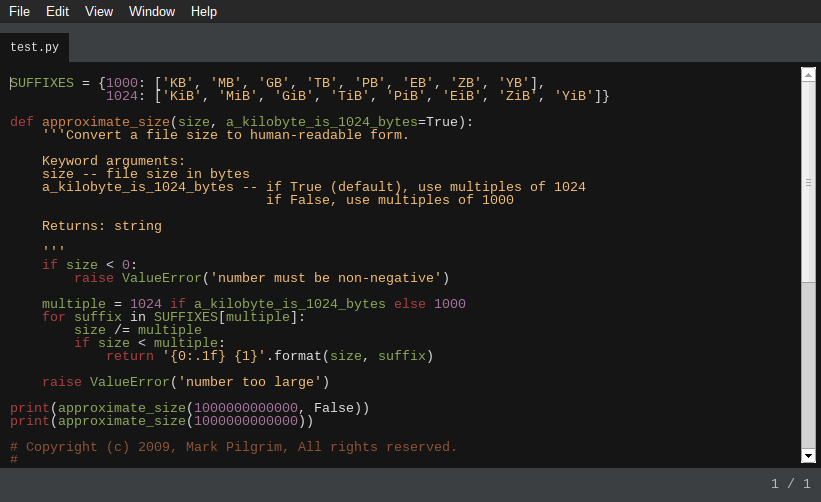 File Edit View Window Help
test.py
SUFFIXES = {1000: ['KB', 'MB', 'GB', 'TB', 'PB', 'EB', 'ZB', 'YB'],
            1024: ['KiB', 'MiB', 'GiB', 'TiB', 'PiB', 'EiB', 'ZiB', 'YiB']}
def approximate_size(size, a_kilobyte_is_1024_bytes=True):
    '''Convert a file size to human-readable form.
    Keyword arguments:
    size -- file size in bytes
    a_kilobyte_is_1024_bytes -- if True (default), use multiples of 1024
                                if False, use multiples of 1000
    Returns: string
    '''
    if size < 0:
        raise ValueError('number must be non-negative')
    multiple = 1024 if a_kilobyte_is_1024_bytes else 1000
    for suffix in SUFFIXES[multiple]:
        size /= multiple
        if size < multiple:
            return '{0:.1f} {1}'.format(size, suffix)
    raise ValueError('number too large')
print(approximate_size(1000000000000, False))
print(approximate_size(1000000000000))
# Copyright (c) 2009, Mark Pilgrim, All rights reserved.
#
1 / 1